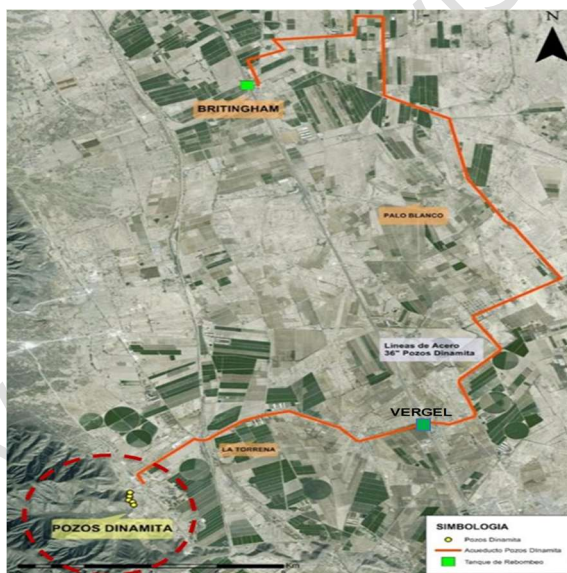 N
BRITINGHAM
PALO BLANCO
Lineas de Acero
36" Pozos Dinamita
VERGEL
LA TORRENA
POZOS DINAMITA
Km
SIMBOLOGIA
Pozos Dinamita
Acueducto Pozos Dinamita
Tanque de Rebombeo